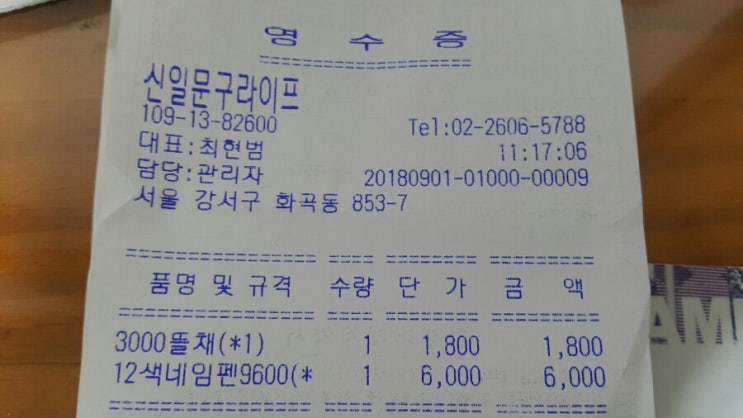 영 수 증
신일문구라이프
109-13-82600 Tel:02-2606-5788
대표:최현범 11:17:06
담당:관리자 20180901-01000-00009
서울 강서구 화곡동 853-7
품명 및 규격 수량 단 가 금 액
3000뜰채(*1) 1 1,800 1,800
12색네임펜9600(* 1 6,000 6,000
AM